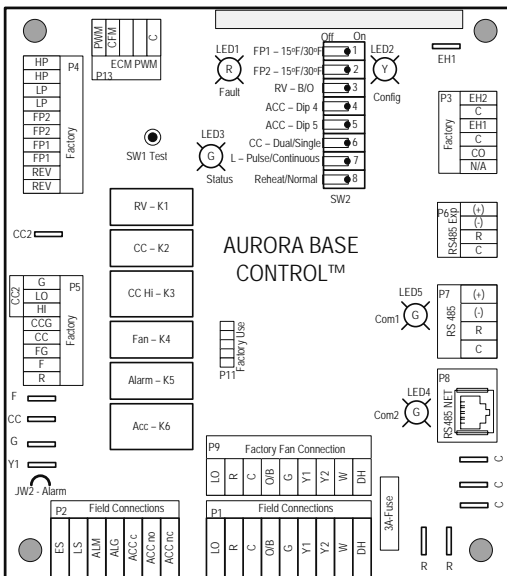 PWM
CFM
C
ECM PWM
P13
LED1
R
Fault
Off On
FP1 – 15ºF/30ºF 1
FP2 – 15ºF/30ºF 2
RV – B/O 3
ACC – Dip 4 4
ACC – Dip 5 5
CC – Dual/Single 6
L – Pulse/Continuous 7
Reheat/Normal 8
SW2
LED2
Y
Config
EH1
HP P4
HP
LP
LP
FP2
FP2
FP1
FP1
REV
REV
Factory
SW1 Test
LED3
G
Status
P3
Factory
EH2
C
EH1
C
CO
N/A
CC2
RV – K1
CC – K2
CC Hi – K3
Fan – K4
Alarm – K5
Acc – K6
AURORA BASE
CONTROL™
P6
RS485 Exp
(+)
(-)
R
C
CC2
G P5
LO
HI
CCG
CC
FG
F
R
Factory
Factory Use
P11
LED5
Com1 G
P7
RS 485
(+)
(-)
R
C
LED4
Com2 G
P8
RS485 NET
F
CC
G
Y1
JW2 - Alarm
P9 Factory Fan Connection
LO R C O/B G Y1 Y2 W DH
C
C
C
P2 Field Connections
ES LS ALM ALG ACC c ACC no ACC nc
P1 Field Connections
LO R C O/B G Y1 Y2 W DH
3A-Fuse
R R